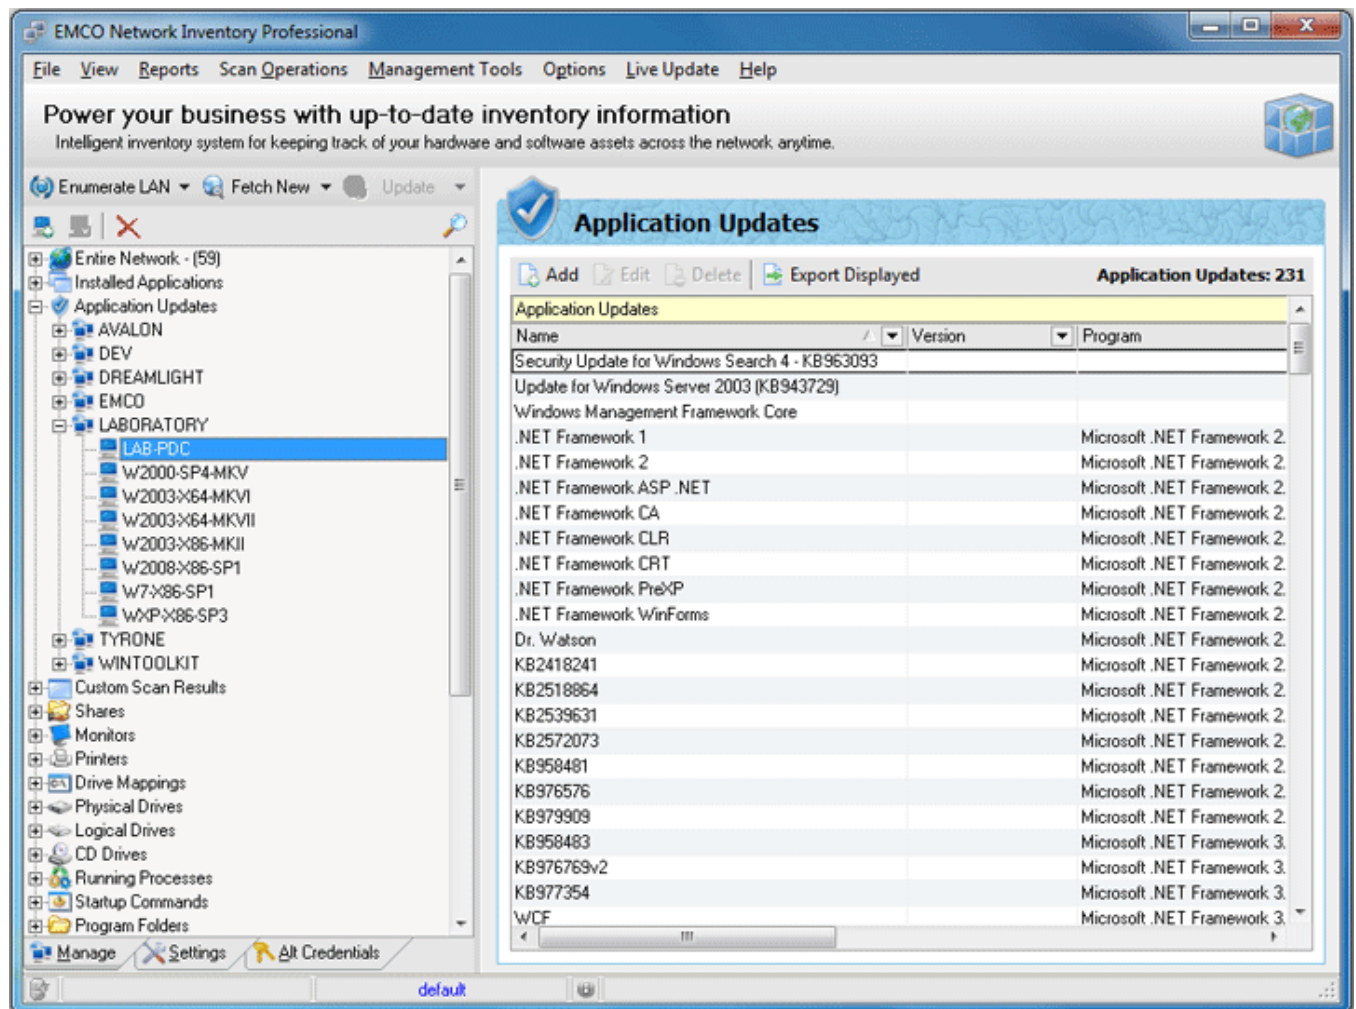 EMCO Network Inventory Professional
File View Reports Scan Operations Management Tools Options Live Update Help
Power your business with up-to-date inventory information
Intelligent inventory system for keeping track of your hardware and software assets across the network anytime.
Enumerate LAN Fetch New Update
Entire Network - (59)
Installed Applications
Application Updates
AVALON
DEV
DREAMLIGHT
EMCO
LABORATORY
LAB-PDC
W2000-SP4-MKV
W2003-X64-MKVI
W2003-X64-MKVII
W2003-X86-MKII
W2008-X86-SP1
W7-X86-SP1
WXP-X86-SP3
TYRONE
WINTOOLKIT
Custom Scan Results
Shares
Monitors
Printers
Drive Mappings
Physical Drives
Logical Drives
CD Drives
Running Processes
Startup Commands
Program Folders
Manage Settings Alt Credentials
Application Updates
Add Edit Delete Export Displayed Application Updates: 231
Application Updates
Name Version Program
Security Update for Windows Search 4 - KB963093
Update for Windows Server 2003 (KB943729)
Windows Management Framework Core
.NET Framework 1 Microsoft .NET Framework 2.
.NET Framework 2 Microsoft .NET Framework 2.
.NET Framework ASP .NET Microsoft .NET Framework 2.
.NET Framework CA Microsoft .NET Framework 2.
.NET Framework CLR Microsoft .NET Framework 2.
.NET Framework CRT Microsoft .NET Framework 2.
.NET Framework PreXP Microsoft .NET Framework 2.
.NET Framework WinForms Microsoft .NET Framework 2.
Dr. Watson Microsoft .NET Framework 2.
KB2418241 Microsoft .NET Framework 2.
KB2518864 Microsoft .NET Framework 2.
KB2539631 Microsoft .NET Framework 2.
KB2572073 Microsoft .NET Framework 2.
KB958481 Microsoft .NET Framework 2.
KB976576 Microsoft .NET Framework 2.
KB979909 Microsoft .NET Framework 2.
KB958483 Microsoft .NET Framework 3.
KB976769v2 Microsoft .NET Framework 3.
KB977354 Microsoft .NET Framework 3.
WCF Microsoft .NET Framework 3.
default